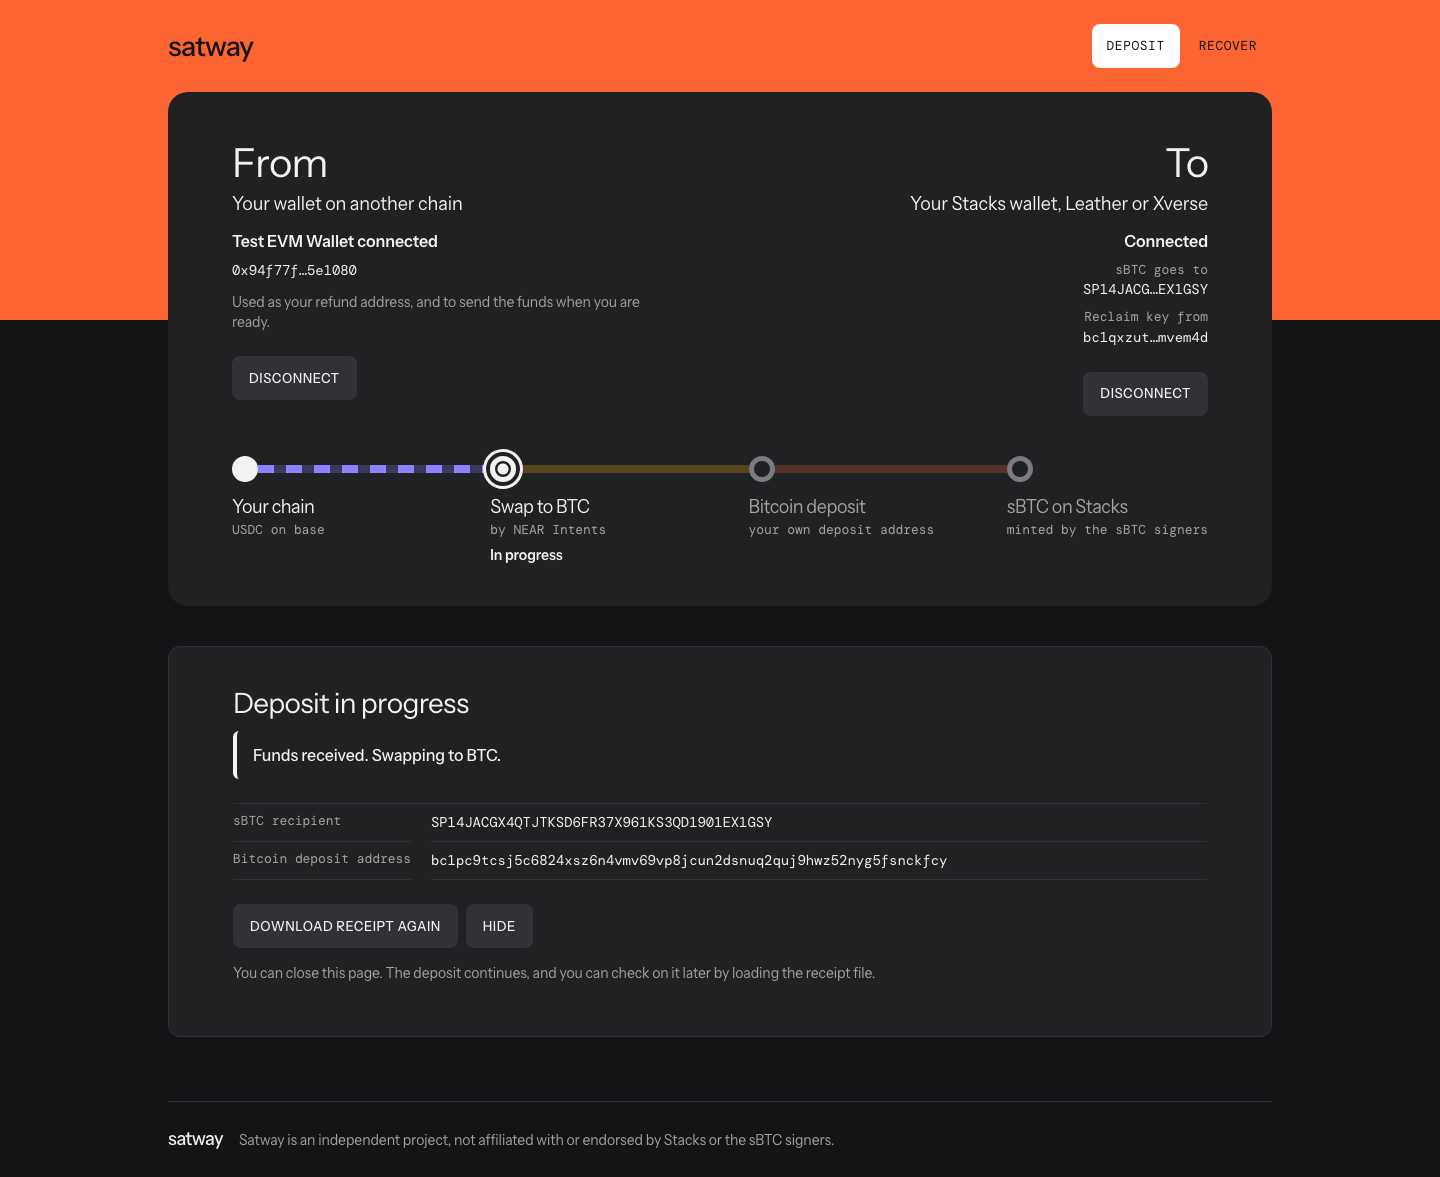 satway
DEPOSIT
RECOVER
From
Your wallet on another chain
Test EVM Wallet connected
0x94f77f…5e1080
Used as your refund address, and to send the funds when you are
ready.
DISCONNECT
To
Your Stacks wallet, Leather or Xverse
Connected
sBTC goes to
SP14JACG…EX1GSY
Reclaim key from
bc1qxzut…mvem4d
DISCONNECT
Your chain
USDC on base
Swap to BTC
by NEAR Intents
In progress
Bitcoin deposit
your own deposit address
sBTC on Stacks
minted by the sBTC signers
Deposit in progress
Funds received. Swapping to BTC.
sBTC recipient
SP14JACGX4QTJTKSD6FR37X961KS3QD1901EX1GSY
Bitcoin deposit address
bc1pc9tcsj5c6824xsz6n4vmv69vp8jcun2dsnuq2quj9hwz52nyg5fsnckfcy
DOWNLOAD RECEIPT AGAIN
HIDE
You can close this page. The deposit continues, and you can check on it later by loading the receipt file.
satway
Satway is an independent project, not affiliated with or endorsed by Stacks or the sBTC signers.